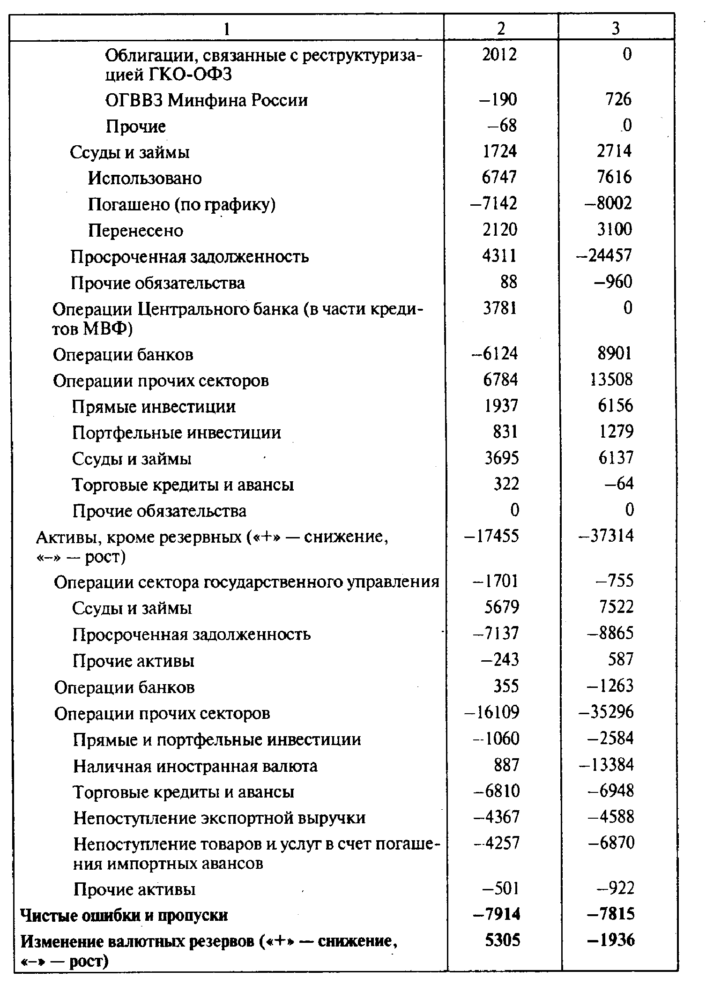 1 2 3
Облигации, связанные с реструктуриза- 2012 0
цией ГКО-ОФЗ
ОГВВЗ Минфина России –190 726
Прочие –68 0
Ссуды и займы 1724 2714
Использовано 6747 7616
Погашено (по графику) –7142 –8002
Перенесено 2120 3100
Просроченная задолженность 4311 –24457
Прочие обязательства 88 –960
Операции Центрального банка (в части креди- 3781 0
тов МВФ)
Операции банков –6124 8901
Операции прочих секторов 6784 13508
Прямые инвестиции 1937 6156
Портфельные инвестиции 831 1279
Ссуды и займы 3695 6137
Торговые кредиты и авансы 322 –64
Прочие обязательства 0 0
Активы, кроме резервных («+» — снижение, –17455 –37314
«–» — рост)
Операции сектора государственного управления –1701 –755
Ссуды и займы 5679 7522
Просроченная задолженность –7137 –8865
Прочие активы –243 587
Операции банков 355 –1263
Операции прочих секторов –16109 –35296
Прямые и портфельные инвестиции –1060 –2584
Наличная иностранная валюта 887 –13384
Торговые кредиты и авансы –6810 –6948
Непоступление экспортной выручки –4367 –4588
Непоступление товаров и услуг в счет погаше- –4257 –6870
ния импортных авансов
Прочие активы –501 –922
Чистые ошибки и пропуски –7914 –7815
Изменение валютных резервов («+» — снижение, 5305 –1936
«–» — рост)